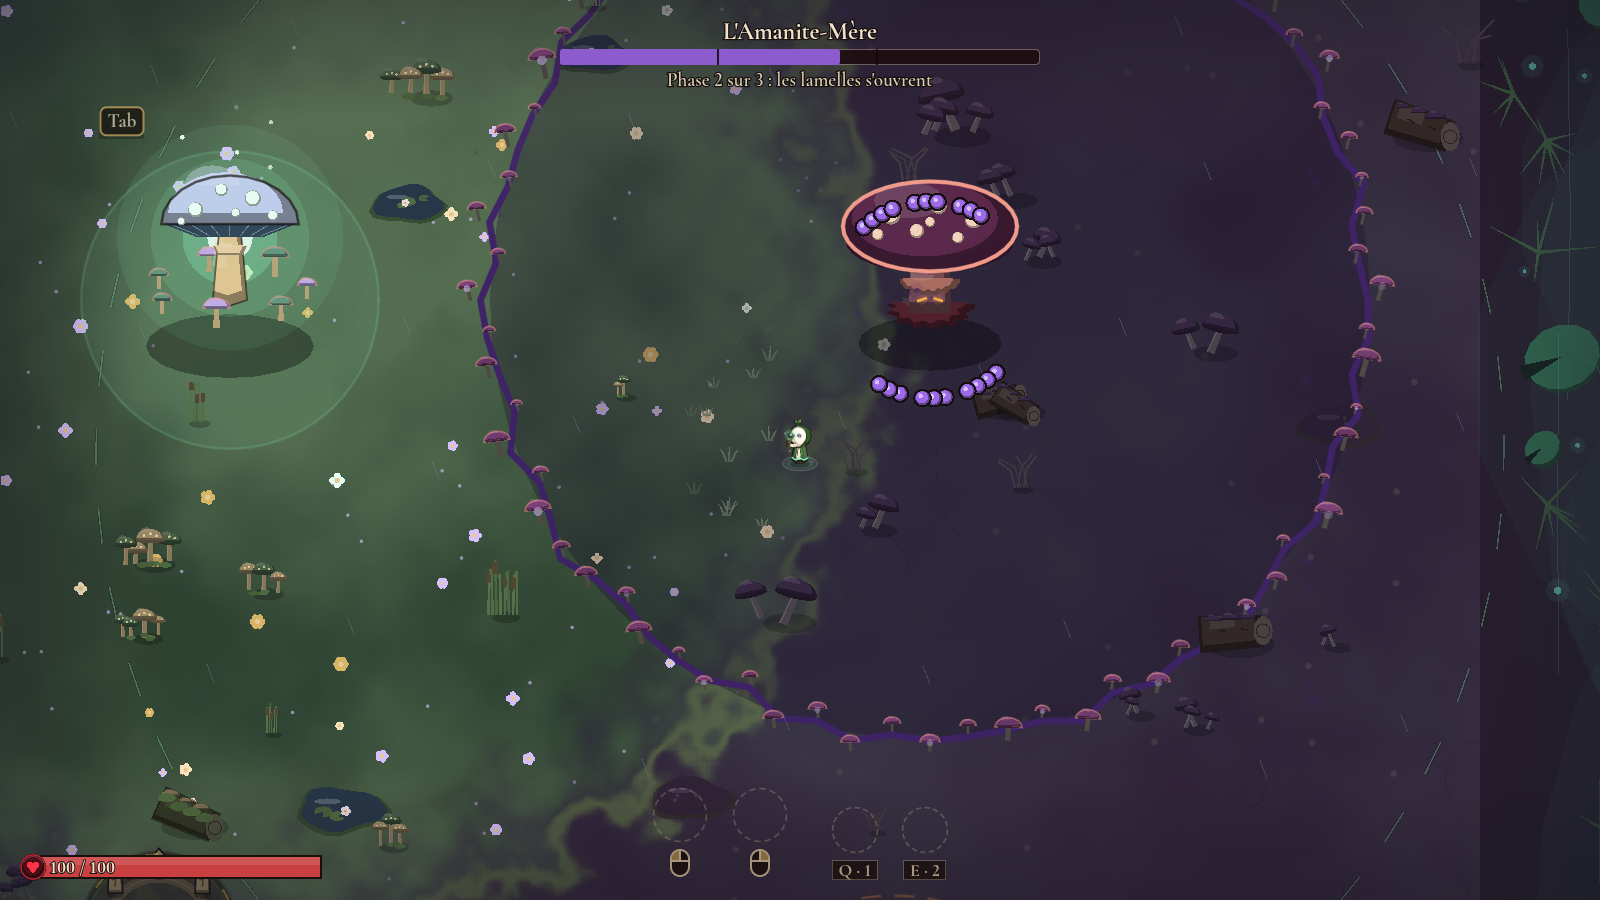 L'Amanite-Mère
Phase 2 sur 3 : les lamelles s'ouvrent
Tab
100 / 100
Q · 1
E · 2